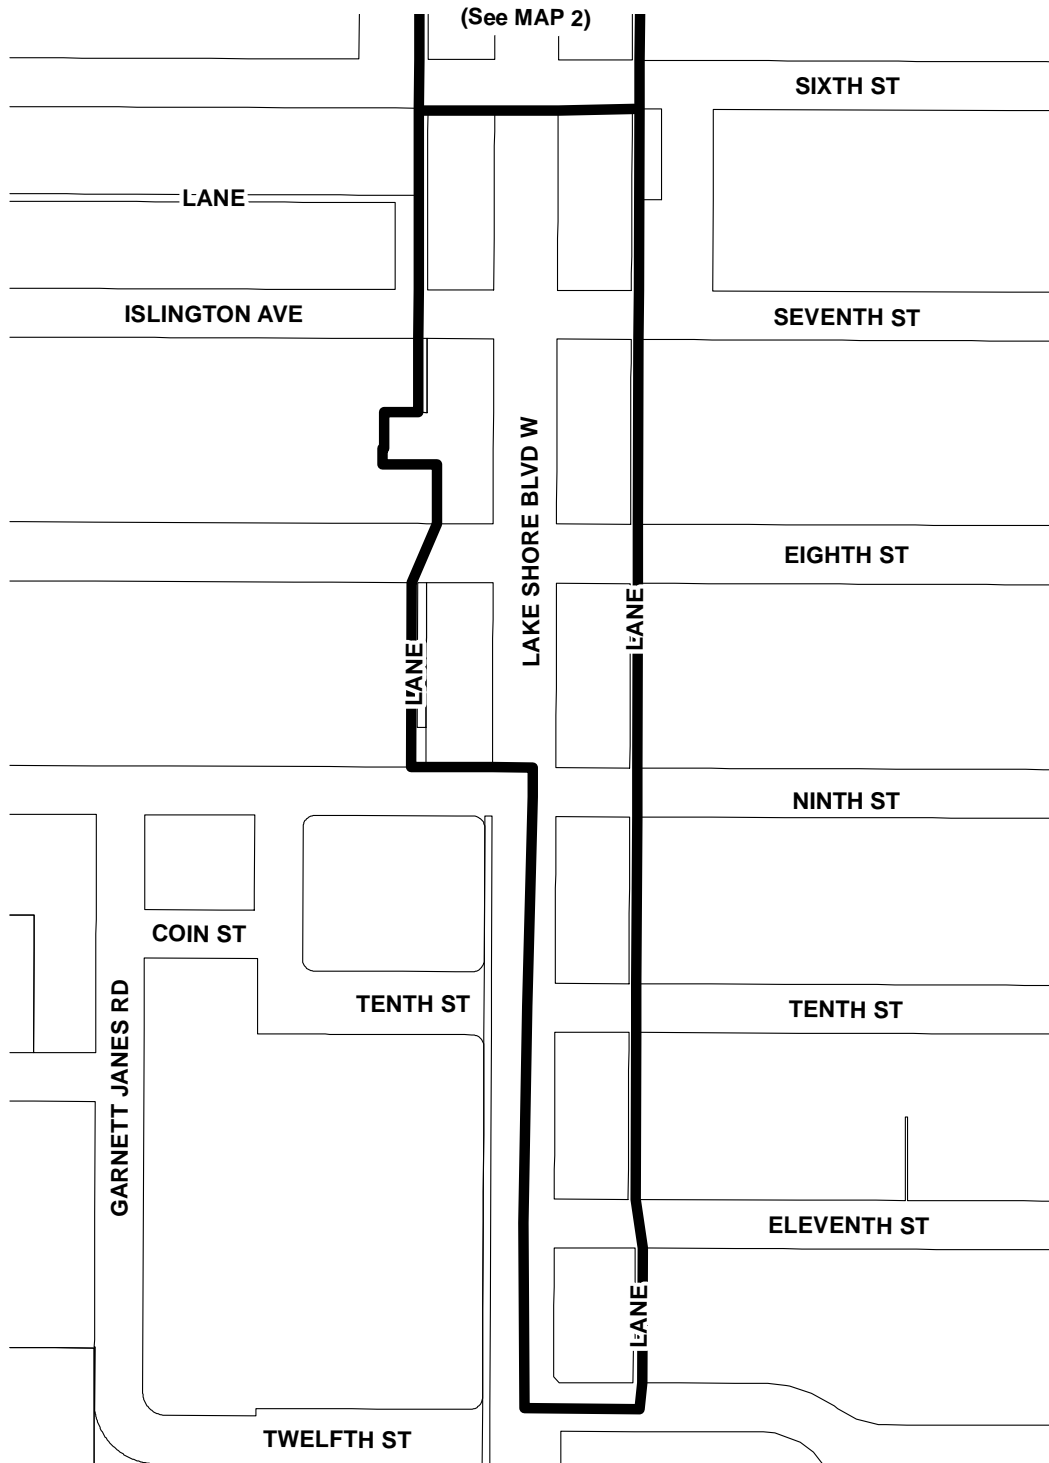 (See MAP 2)
SIXTH ST
LANE
ISLINGTON AVE
SEVENTH ST
LAKE SHORE BLVD W
EIGHTH ST
LANE
LANE
NINTH ST
COIN ST
TENTH ST
TENTH ST
GARNETT JANES RD
ELEVENTH ST
LANE
TWELFTH ST